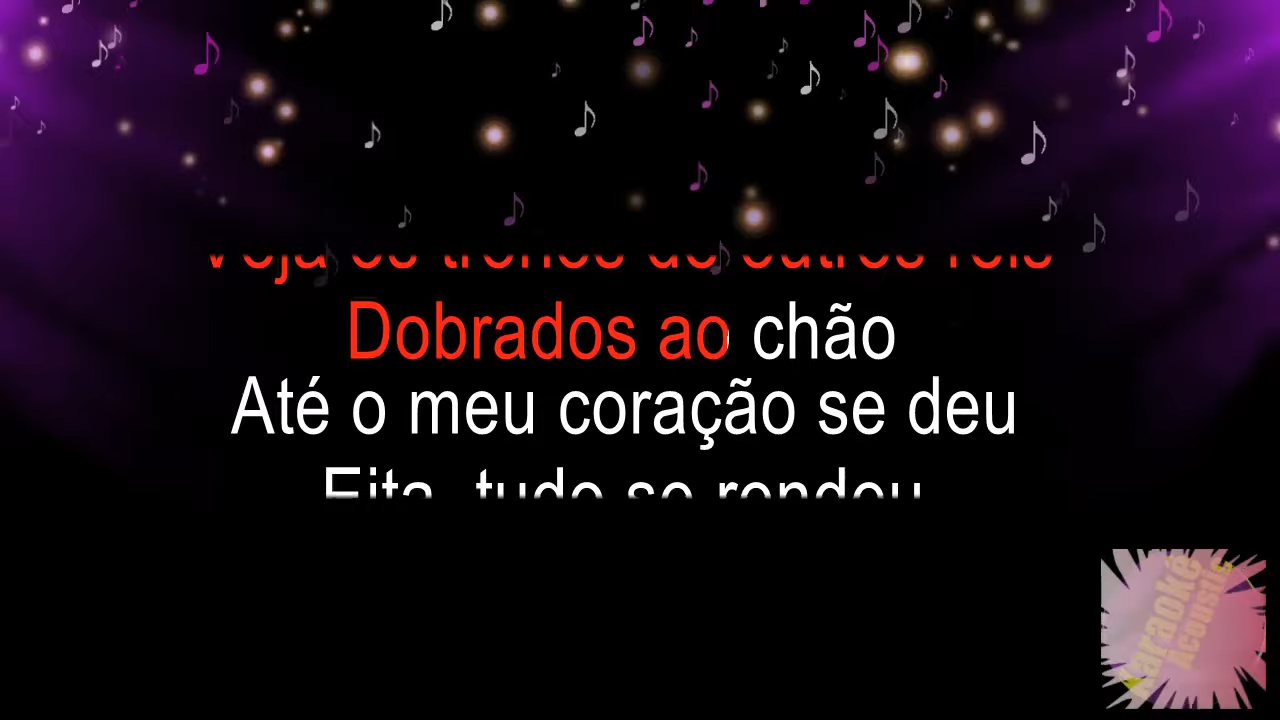 Veja os tronos de outros reis
Dobrados ao chão
Até o meu coração se deu
Eita, tudo se rendeu
Karaokê
Acoustic